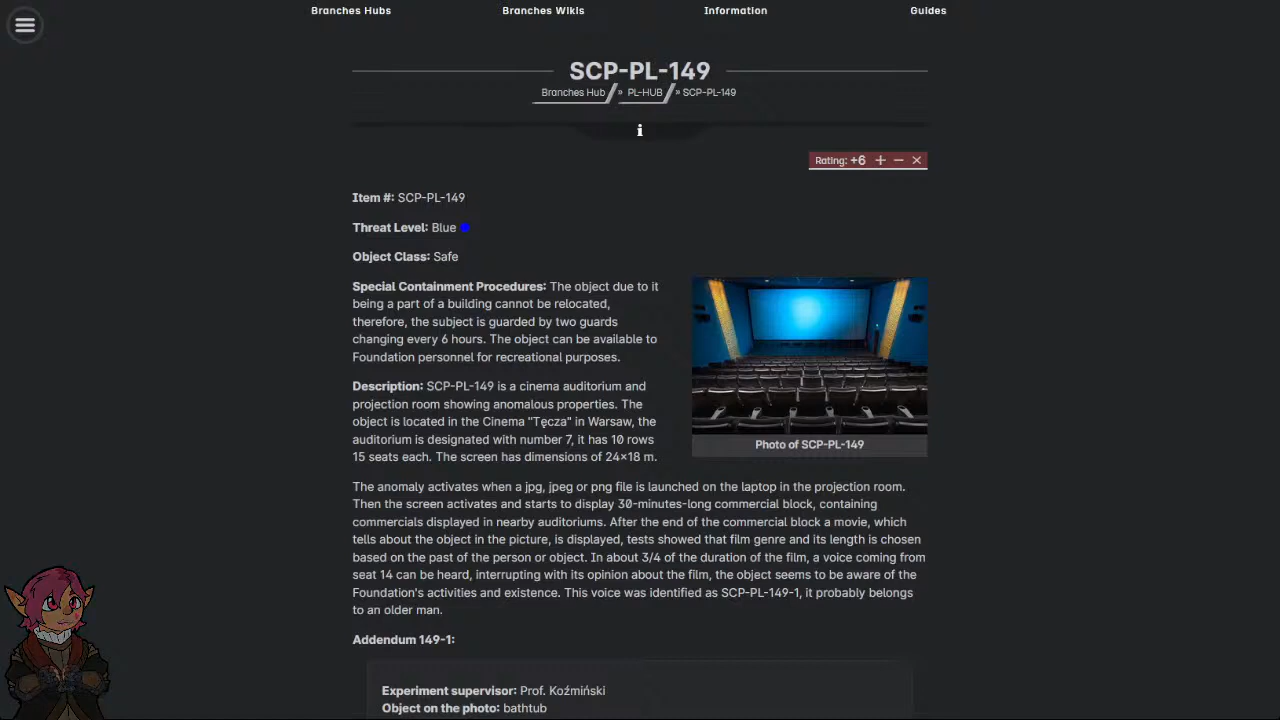 Branches Hubs Branches Wikis Information Guides
SCP-PL-149
Branches Hub » PL-HUB » SCP-PL-149
i
Rating: +6 + − ×
Item #: SCP-PL-149
Threat Level: Blue
Object Class: Safe
Special Containment Procedures: The object due to it
being a part of a building cannot be relocated,
therefore, the subject is guarded by two guards
changing every 6 hours. The object can be available to
Foundation personnel for recreational purposes.
Description: SCP-PL-149 is a cinema auditorium and
projection room showing anomalous properties. The
object is located in the Cinema "Tęcza" in Warsaw, the
auditorium is designated with number 7, it has 10 rows
15 seats each. The screen has dimensions of 24×18 m.
Photo of SCP-PL-149
The anomaly activates when a jpg, jpeg or png file is launched on the laptop in the projection room.
Then the screen activates and starts to display 30-minutes-long commercial block, containing
commercials displayed in nearby auditoriums. After the end of the commercial block a movie, which
tells about the object in the picture, is displayed, tests showed that film genre and its length is chosen
based on the past of the person or object. In about 3/4 of the duration of the film, a voice coming from
seat 14 can be heard, interrupting with its opinion about the film, the object seems to be aware of the
Foundation's activities and existence. This voice was identified as SCP-PL-149-1, it probably belongs
to an older man.
Addendum 149-1:
Experiment supervisor: Prof. Koźmiński
Object on the photo: bathtub